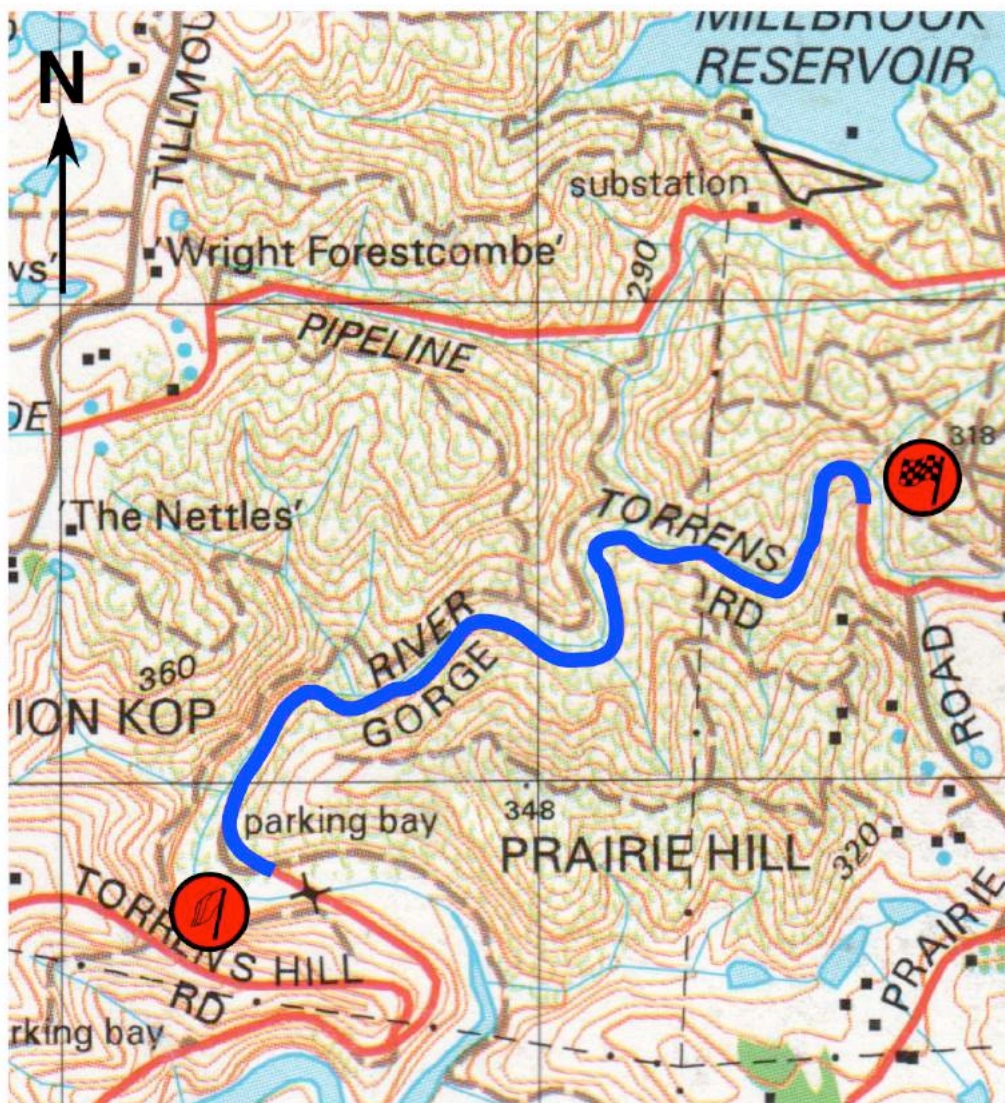 MILLBROOK
RESERVOIR
N
TILLMOU
substation
'Wright Forestcombe'
ws'
290
PIPELINE
DE
318
'The Nettles'
TORRENS
RD
RIVER
GORGE
360
ION KOP
ROAD
parking bay
348
PRAIRIE HILL
320
TORRENS HILL
RD
PRAIRIE
rking bay